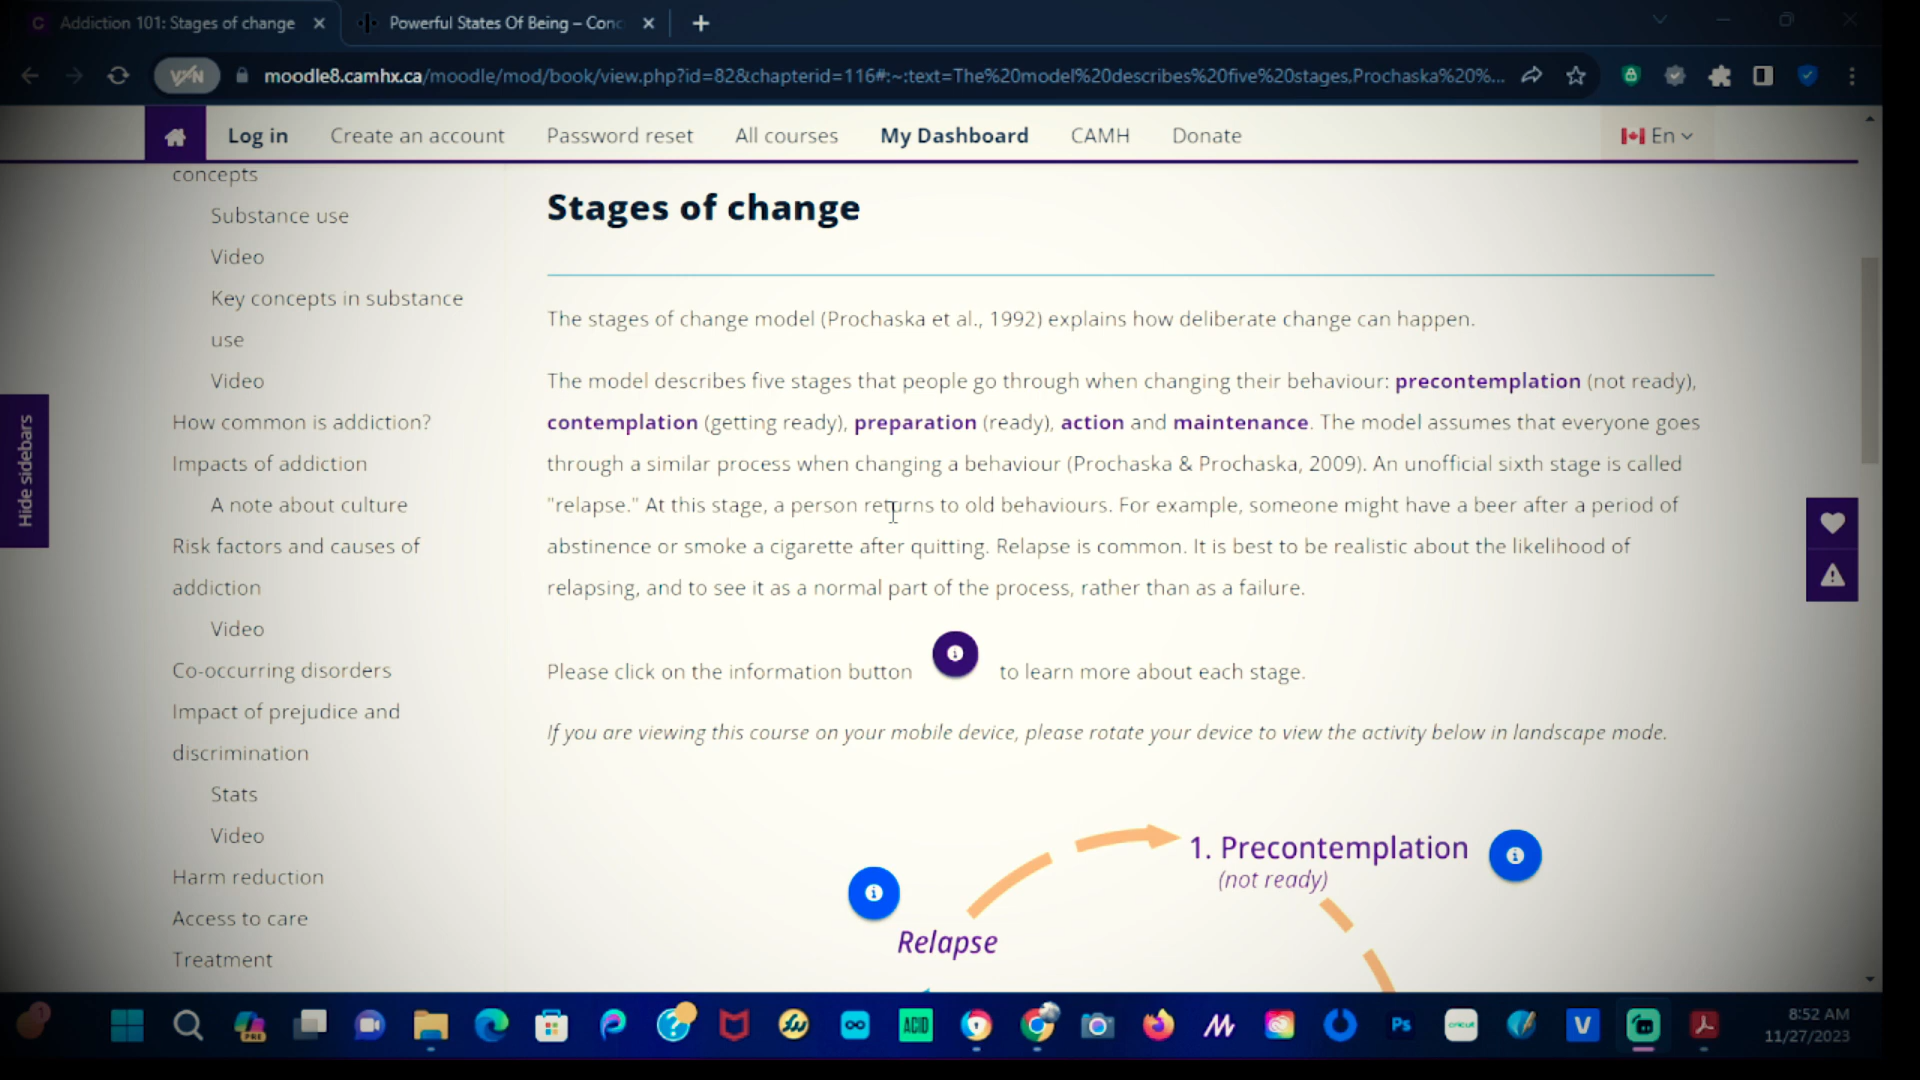 Addiction 101: Stages of change
Powerful States Of Being – Conc
VPN
moodle8.camhx.ca/moodle/mod/book/view.php?id=82&chapterid=116#:~:text=The%20model%20describes%20five%20stages,Prochaska%20%...
Log in Create an account Password reset All courses My Dashboard CAMH Donate En
concepts
Substance use
Video
Key concepts in substance
use
Video
How common is addiction?
Impacts of addiction
A note about culture
Risk factors and causes of
addiction
Video
Co-occurring disorders
Impact of prejudice and
discrimination
Stats
Video
Harm reduction
Access to care
Treatment
Hide sidebars
Stages of change
The stages of change model (Prochaska et al., 1992) explains how deliberate change can happen.
The model describes five stages that people go through when changing their behaviour: precontemplation (not ready),
contemplation (getting ready), preparation (ready), action and maintenance. The model assumes that everyone goes
through a similar process when changing a behaviour (Prochaska & Prochaska, 2009). An unofficial sixth stage is called
"relapse." At this stage, a person returns to old behaviours. For example, someone might have a beer after a period of
abstinence or smoke a cigarette after quitting. Relapse is common. It is best to be realistic about the likelihood of
relapsing, and to see it as a normal part of the process, rather than as a failure.
Please click on the information button to learn more about each stage.
If you are viewing this course on your mobile device, please rotate your device to view the activity below in landscape mode.
1. Precontemplation
(not ready)
Relapse
1
PRE
ACID
Ps
cricut
V
8:52 AM
11/27/2023